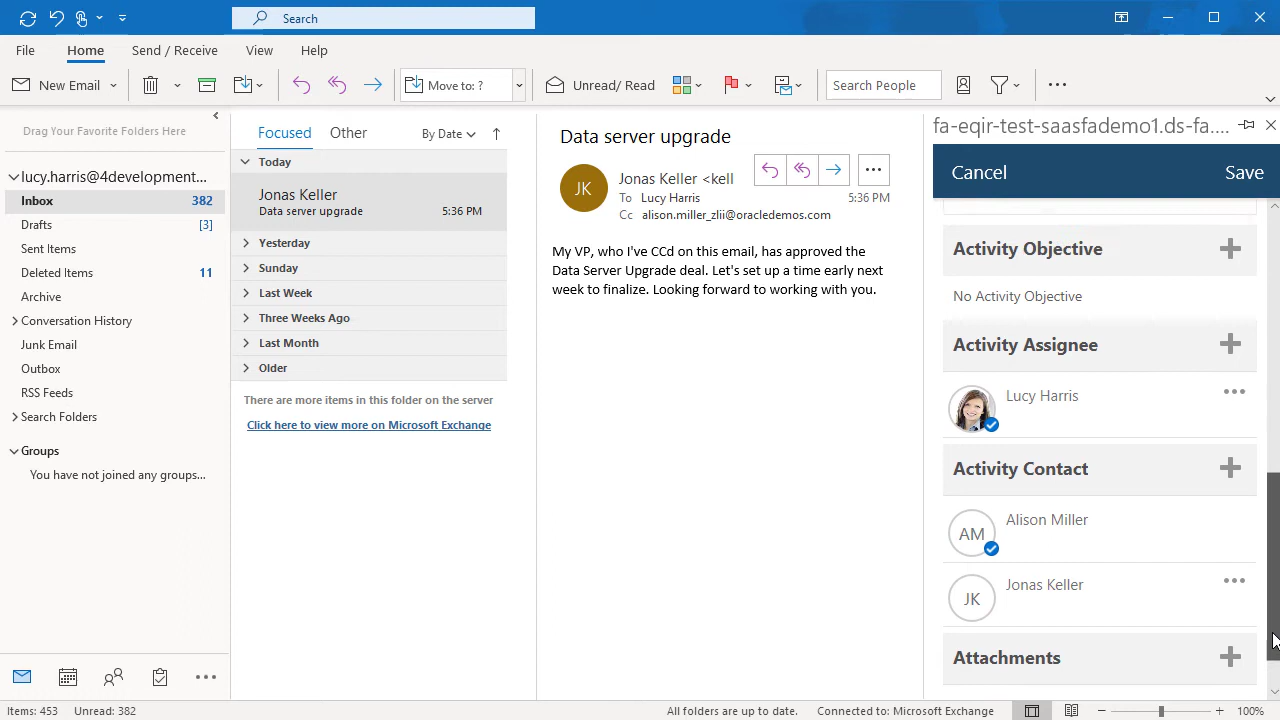 Search
File
Home
Send / Receive
View
Help
New Email
Move to: ?
Unread/ Read
Search People
Drag Your Favorite Folders Here
lucy.harris@4development...
Inbox 382
Drafts [3]
Sent Items
Deleted Items 11
Archive
Conversation History
Junk Email
Outbox
RSS Feeds
Search Folders
Groups
You have not joined any groups...
Focused
Other
By Date
Today
Jonas Keller
Data server upgrade 5:36 PM
Yesterday
Sunday
Last Week
Three Weeks Ago
Last Month
Older
There are more items in this folder on the server
Click here to view more on Microsoft Exchange
Data server upgrade
JK
Jonas Keller <kell
To Lucy Harris
5:36 PM
Cc alison.miller_zlii@oracledemos.com
My VP, who I've CCd on this email, has approved the
Data Server Upgrade deal. Let's set up a time early next
week to finalize. Looking forward to working with you.
fa-eqir-test-saasfademo1.ds-fa....
Cancel
Save
Activity Objective
No Activity Objective
Activity Assignee
Lucy Harris
Activity Contact
AM
Alison Miller
JK
Jonas Keller
Attachments
Items: 453
Unread: 382
All folders are up to date.
Connected to: Microsoft Exchange
100%